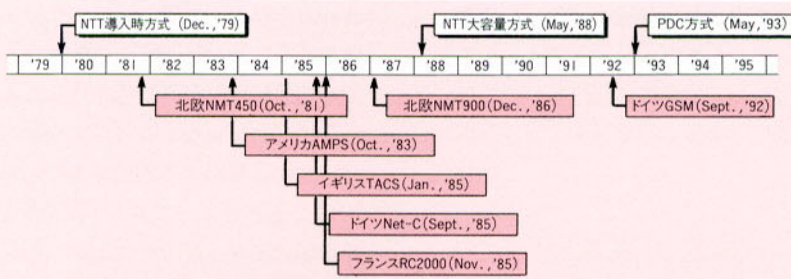 NTT導入時方式 (Dec.,'79)
NTT大容量方式 (May,'88)
PDC方式 (May,'93)
'79 '80 '81 '82 '83 '84 '85 '86 '87 '88 '89 '90 '91 '92 '93 '94 '95
北欧NMT450(Oct.,'81)
北欧NMT900(Dec.,'86)
ドイツGSM(Sept.,'92)
アメリカAMPS(Oct.,'83)
イギリスTACS(Jan.,'85)
ドイツNet-C(Sept.,'85)
フランスRC2000(Nov.,'85)